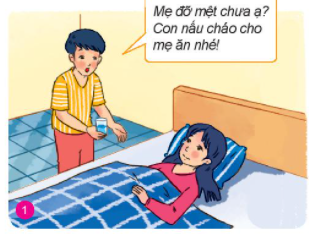 Mẹ đỡ mệt chưa ạ?
Con nấu cháo cho
mẹ ăn nhé!
1